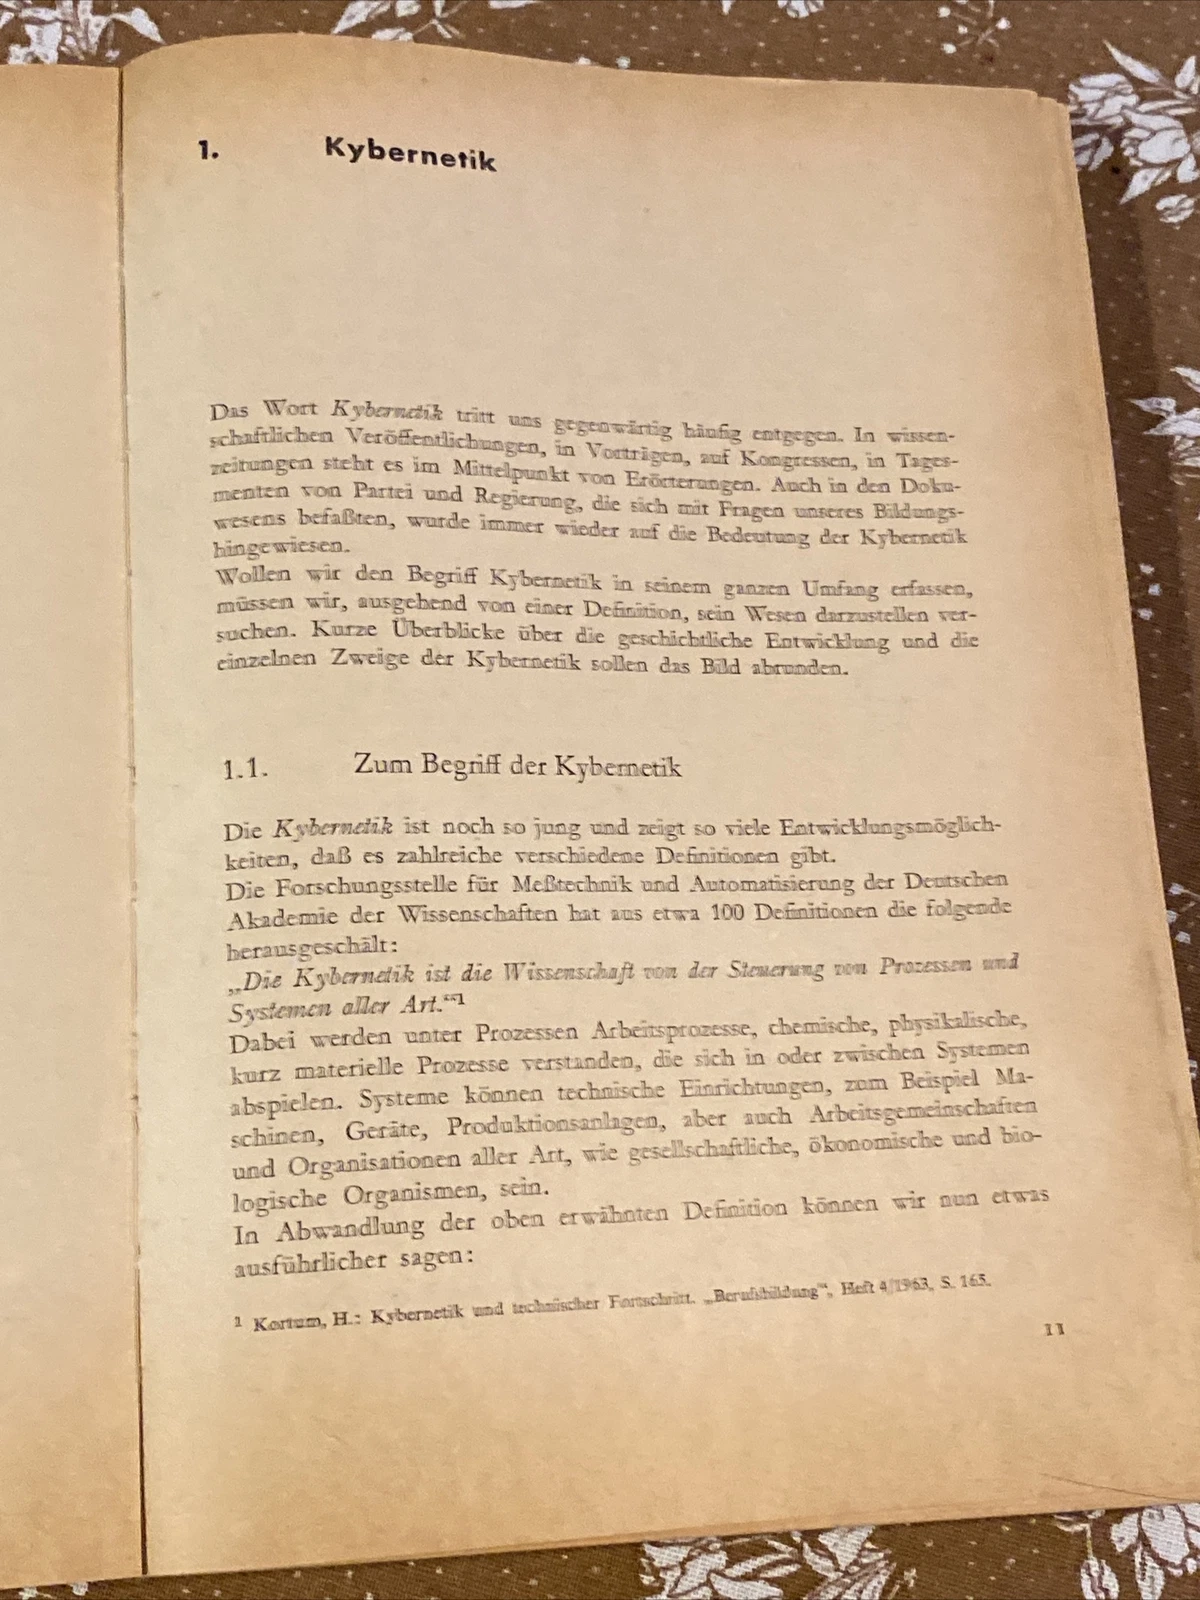 1. Kybernetik
Das Wort Kybernetik tritt uns gegenwärtig häufig entgegen. In wissen-
schaftlichen Veröffentlichungen, in Vorträgen, auf Kongressen, in Tages-
zeitungen steht es im Mittelpunkt von Erörterungen. Auch in den Doku-
menten von Partei und Regierung, die sich mit Fragen unseres Bildungs-
wesens befaßten, wurde immer wieder auf die Bedeutung der Kybernetik
hingewiesen.
Wollen wir den Begriff Kybernetik in seinem ganzen Umfang erfassen,
müssen wir, ausgehend von einer Definition, sein Wesen darzustellen ver-
suchen. Kurze Überblicke über die geschichtliche Entwicklung und die
einzelnen Zweige der Kybernetik sollen das Bild abrunden.
1.1. Zum Begriff der Kybernetik
Die Kybernetik ist noch so jung und zeigt so viele Entwicklungsmöglich-
keiten, daß es zahlreiche verschiedene Definitionen gibt.
Die Forschungsstelle für Meßtechnik und Automatisierung der Deutschen
Akademie der Wissenschaften hat aus etwa 100 Definitionen die folgende
herausgeschält:
„Die Kybernetik ist die Wissenschaft von der Steuerung von Prozessen und
Systemen aller Art.“¹
Dabei werden unter Prozessen Arbeitsprozesse, chemische, physikalische,
kurz materielle Prozesse verstanden, die sich in oder zwischen Systemen
abspielen. Systeme können technische Einrichtungen, zum Beispiel Ma-
schinen, Geräte, Produktionsanlagen, aber auch Arbeitsgemeinschaften
und Organisationen aller Art, wie gesellschaftliche, ökonomische und bio-
logische Organismen, sein.
In Abwandlung der oben erwähnten Definition können wir nun etwas
ausführlicher sagen:
¹ Kortum, H.: Kybernetik und technischer Fortschritt. „Berufsbildung“, Heft 4/1963, S. 165.
11